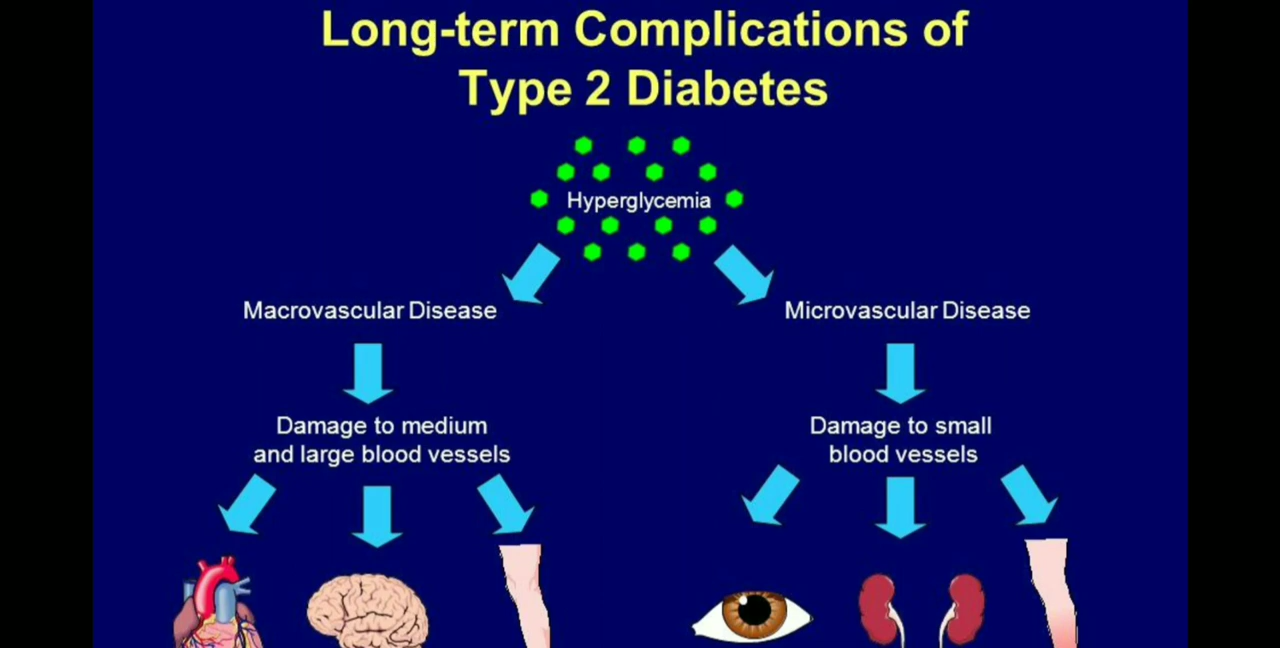 Long-term Complications of
Type 2 Diabetes
Hyperglycemia
Macrovascular Disease
Microvascular Disease
Damage to medium
and large blood vessels
Damage to small
blood vessels